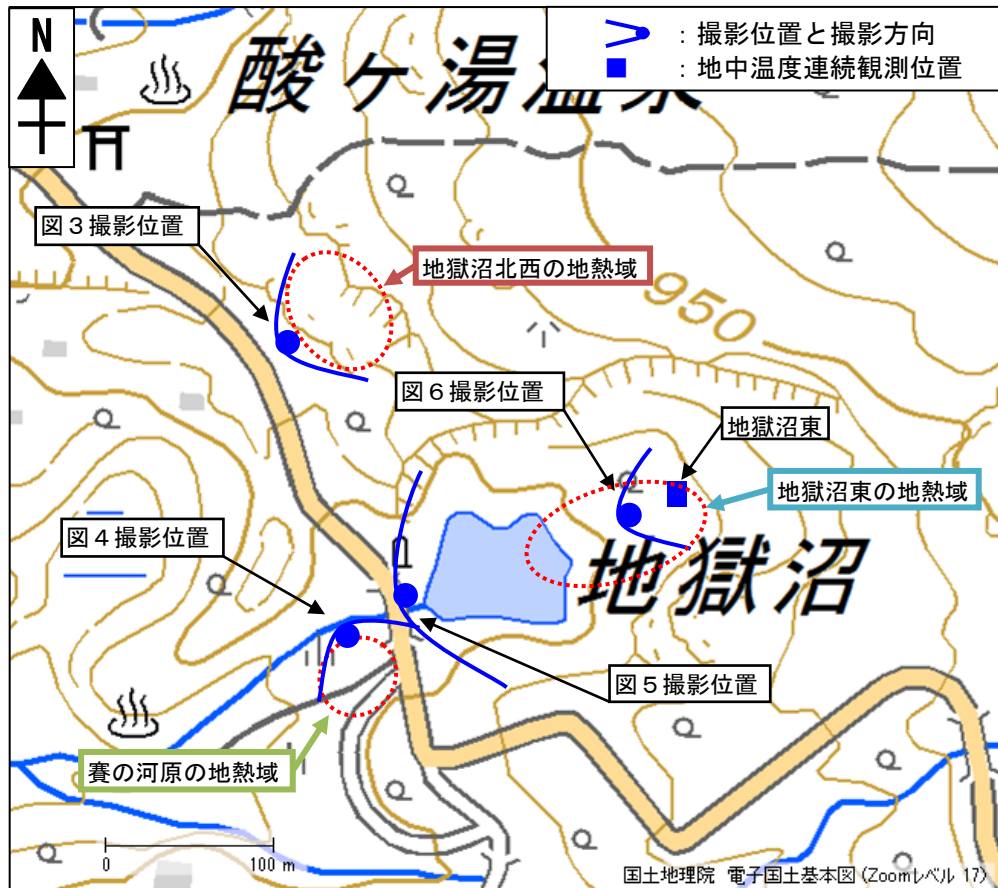 N
：撮影位置と撮影方向
：地中温度連続観測位置
酸ヶ湯温泉
図３撮影位置
地獄沼北西の地熱域
950
図６撮影位置
地獄沼東
地獄沼東の地熱域
図４撮影位置
地獄沼
図５撮影位置
賽の河原の地熱域
0 100 m
国土地理院 電子国土基本図 (Zoomレベル 17)